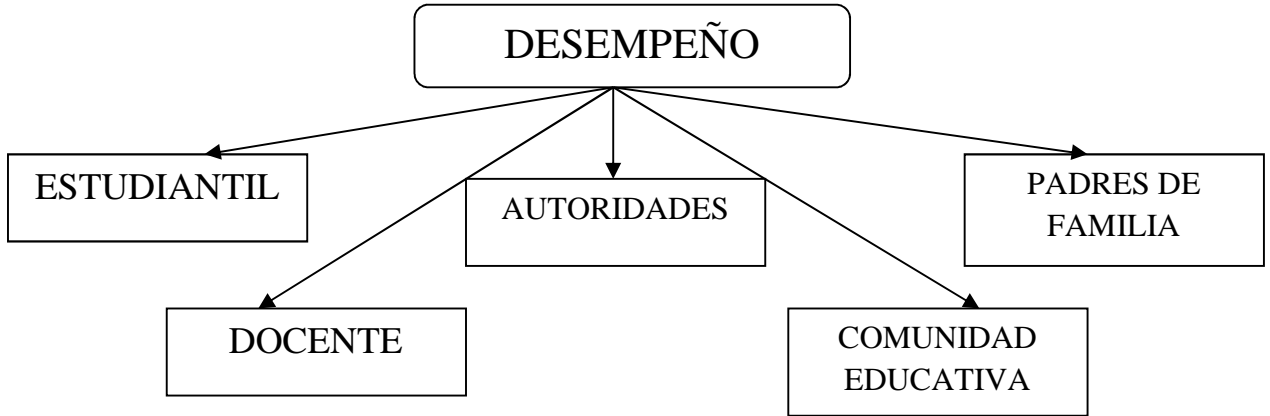 DESEMPEÑO
ESTUDIANTIL
AUTORIDADES
PADRES DE
FAMILIA
DOCENTE
COMUNIDAD
EDUCATIVA